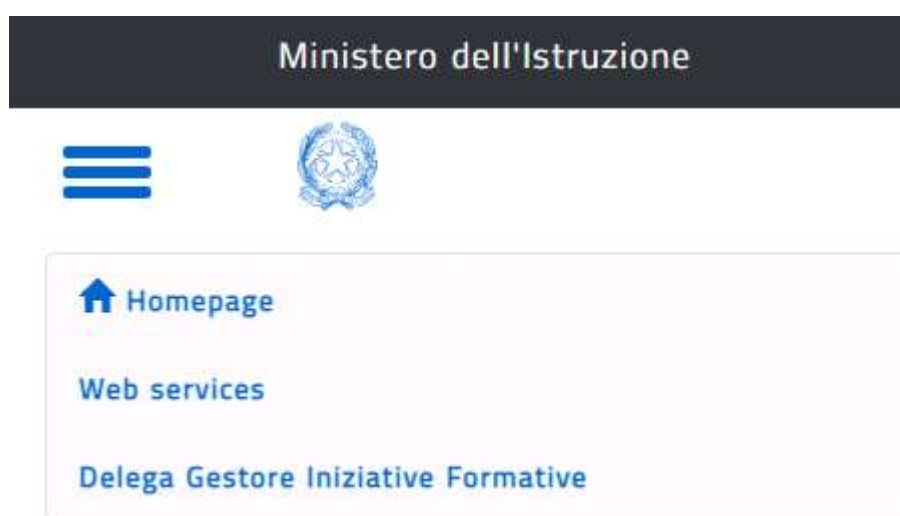 Ministero dell'Istruzione
Homepage
Web services
Delega Gestore Iniziative Formative